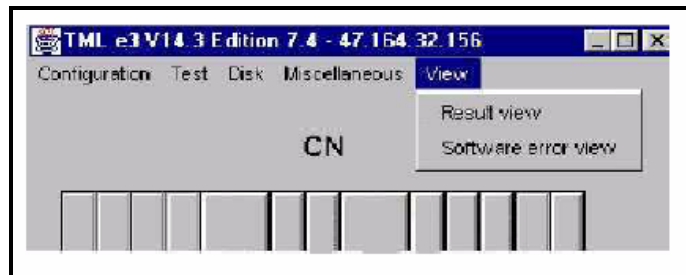 TML e3 V14.3 Edition 7.4 - 47.164.32.156
Configuration Test Disk Miscellaneous View
Result view
CN
Software error view